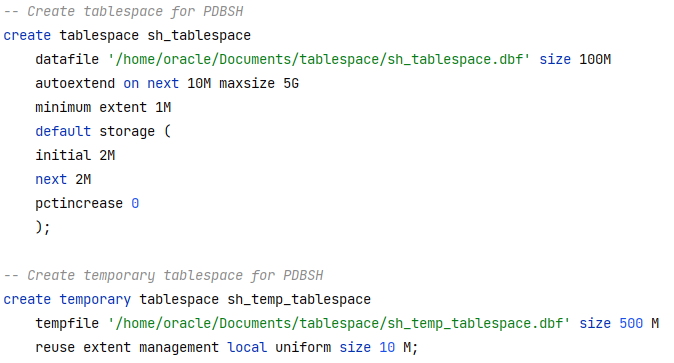 -- Create tablespace for PDBSH
create tablespace sh_tablespace
    datafile '/home/oracle/Documents/tablespace/sh_tablespace.dbf' size 100M
    autoextend on next 10M maxsize 5G
    minimum extent 1M
    default storage (
    initial 2M
    next 2M
    pctincrease 0
    );

-- Create temporary tablespace for PDBSH
create temporary tablespace sh_temp_tablespace
    tempfile '/home/oracle/Documents/tablespace/sh_temp_tablespace.dbf' size 500 M
    reuse extent management local uniform size 10 M;